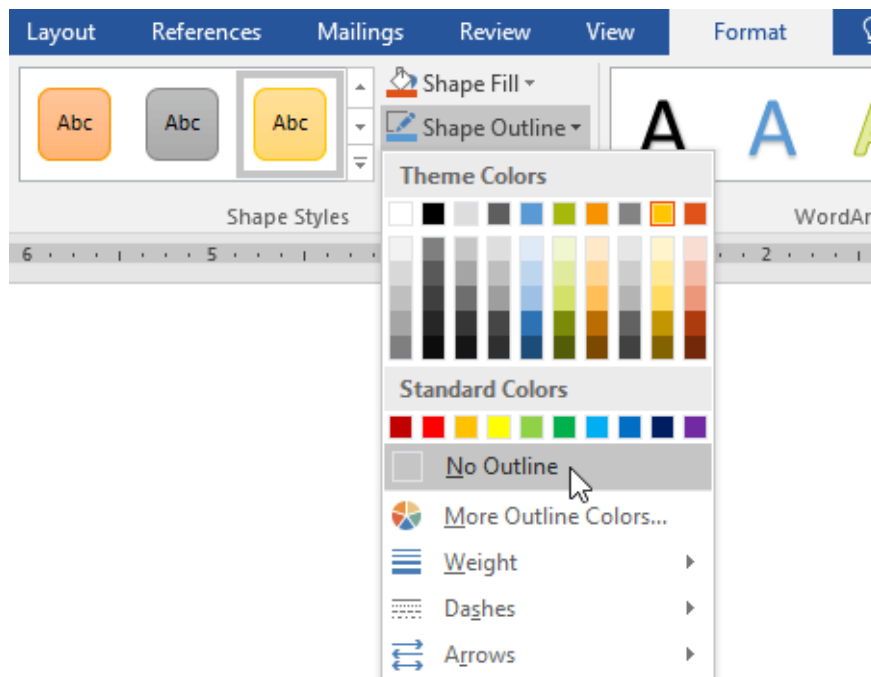 Layout References Mailings Review View Format
Shape Fill
Abc Abc Abc Shape Outline A A A
Theme Colors
Shape Styles WordAr
6 5 2
Standard Colors
No Outline
More Outline Colors...
Weight
Dashes
Arrows